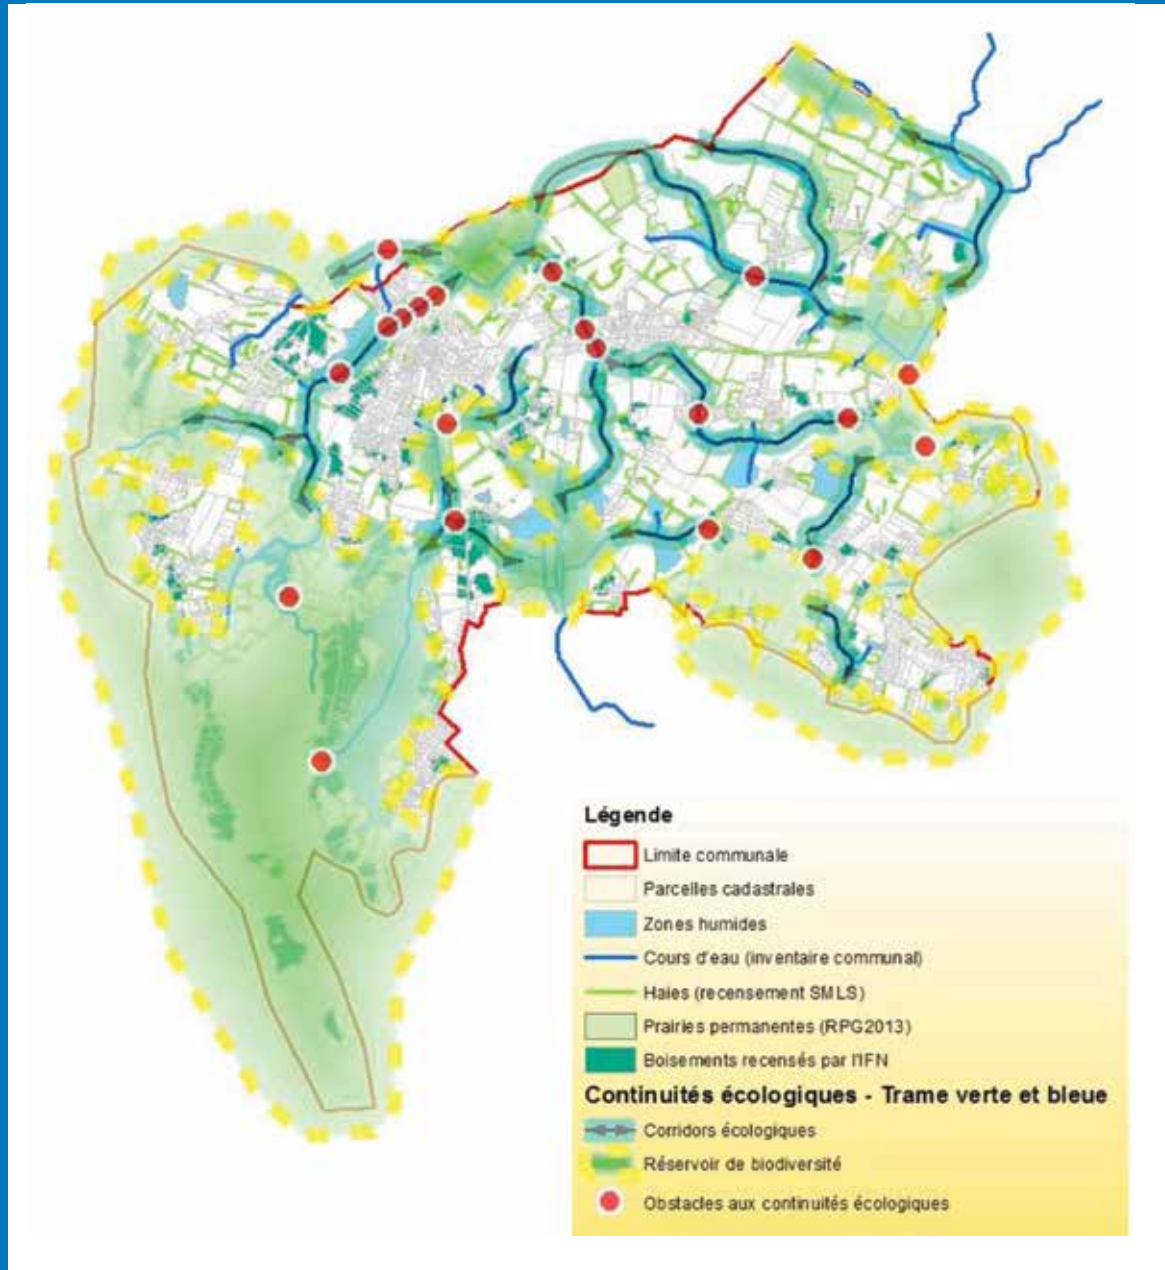 Légende
Limite communale
Parcelles cadastrales
Zones humides
Cours d'eau (inventaire communal)
Haies (recensement SMLS)
Prairies permanentes (RPG2013)
Boisements recensés par l'IFN
Continuités écologiques - Trame verte et bleue
Corridors écologiques
Réservoir de biodiversité
Obstacles aux continuités écologiques